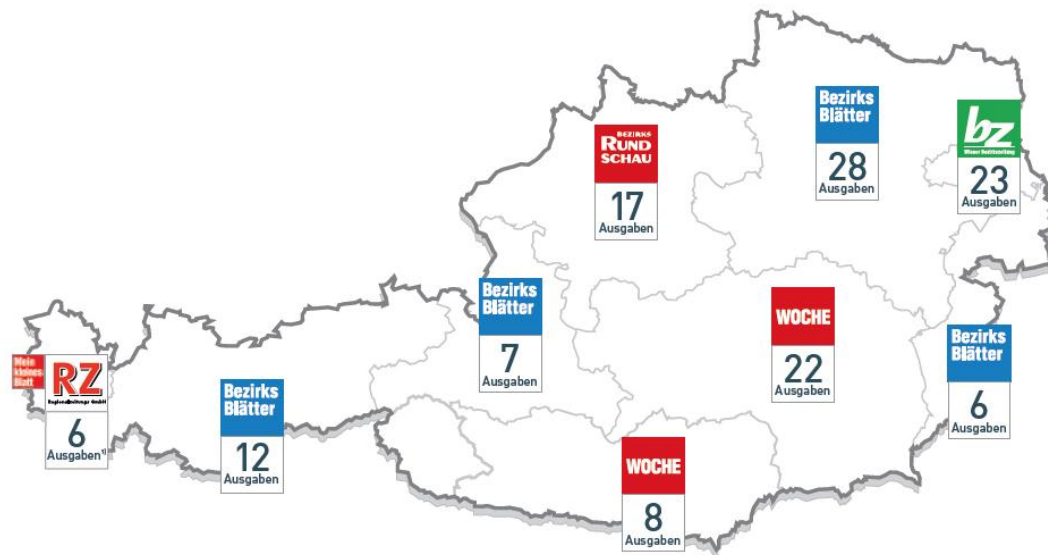 Bezirks
Blätter
28
Ausgaben
bz
Wiener Bezirkszeitung
23
Ausgaben
BEZIRKS
RUND
SCHAU
17
Ausgaben
Bezirks
Blätter
7
Ausgaben
WOCHE
22
Ausgaben
Bezirks
Blätter
6
Ausgaben
Mein
kleines
Blatt
RZ
Regionalzeitungs GmbH
6
Ausgaben¹⁾
Bezirks
Blätter
12
Ausgaben
WOCHE
8
Ausgaben